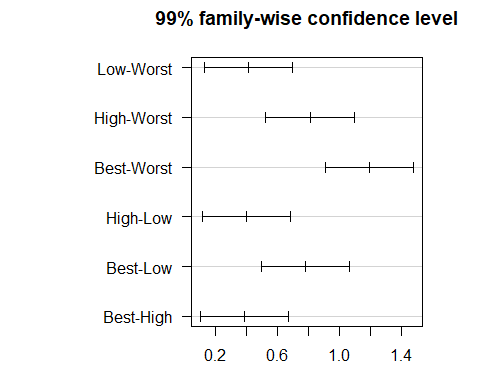 99% family-wise confidence level
Low-Worst
High-Worst
Best-Worst
High-Low
Best-Low
Best-High
0.2 0.6 1.0 1.4